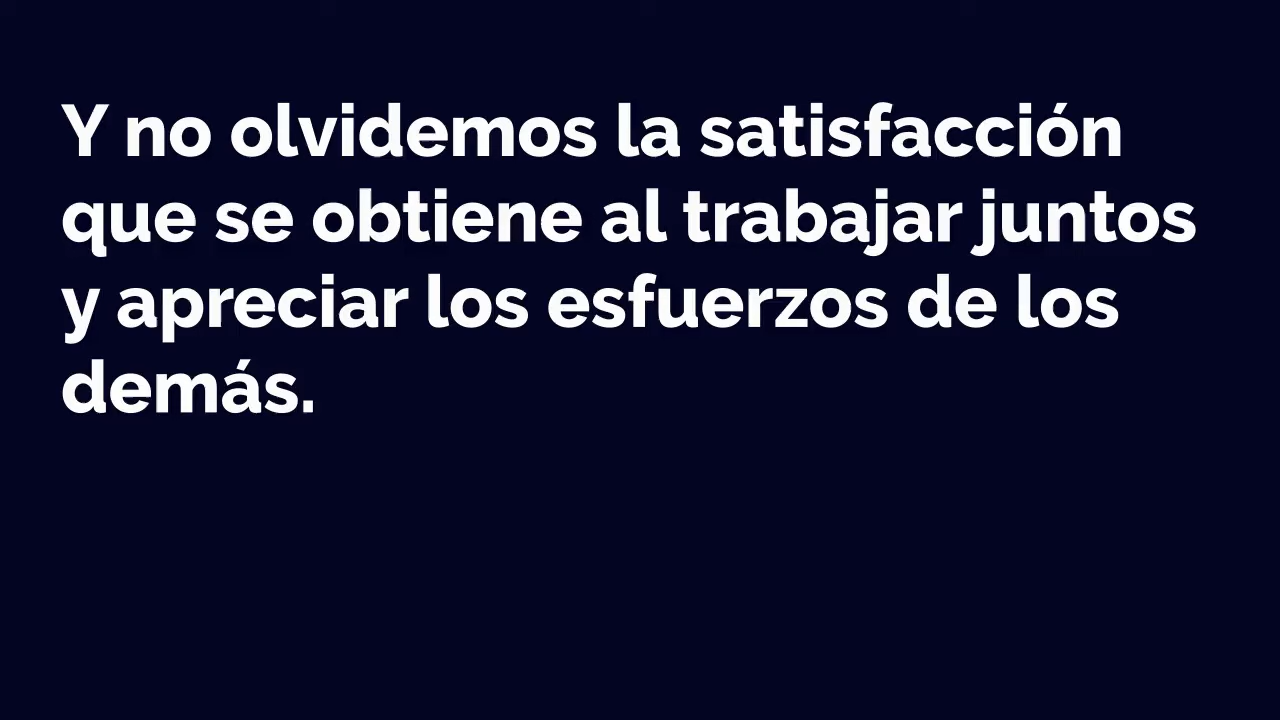 Y no olvidemos la satisfacción
que se obtiene al trabajar juntos
y apreciar los esfuerzos de los
demás.